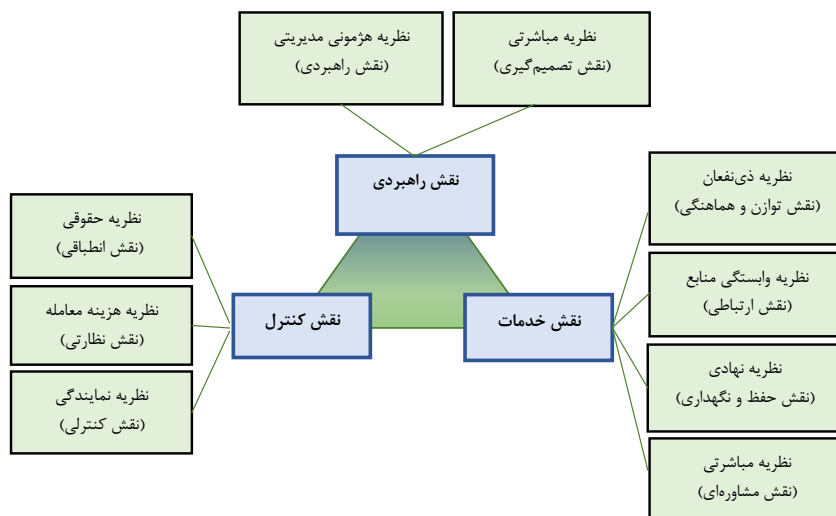 نظریه مباشرتی
(نقش تصمیم‌گیری)
نظریه هژمونی مدیریتی
(نقش راهبردی)
نقش راهبردی
نظریه ذی‌نفعان
(نقش توازن و هماهنگی)
نظریه وابستگی منابع
(نقش ارتباطی)
نظریه نهادی
(نقش حفظ و نگهداری)
نظریه مباشرتی
(نقش مشاوره‌ای)
نقش خدمات
نقش کنترل
نظریه حقوقی
(نقش انطباقی)
نظریه هزینه معامله
(نقش نظارتی)
نظریه نمایندگی
(نقش کنترلی)